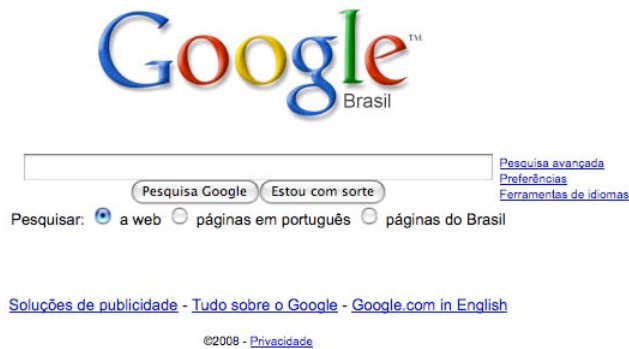 Google™
Brasil
Pesquisa avançada
Preferências
Ferramentas de idiomas
Pesquisa Google Estou com sorte
Pesquisar: a web páginas em português páginas do Brasil
Soluções de publicidade - Tudo sobre o Google - Google.com in English
©2008 - Privacidade